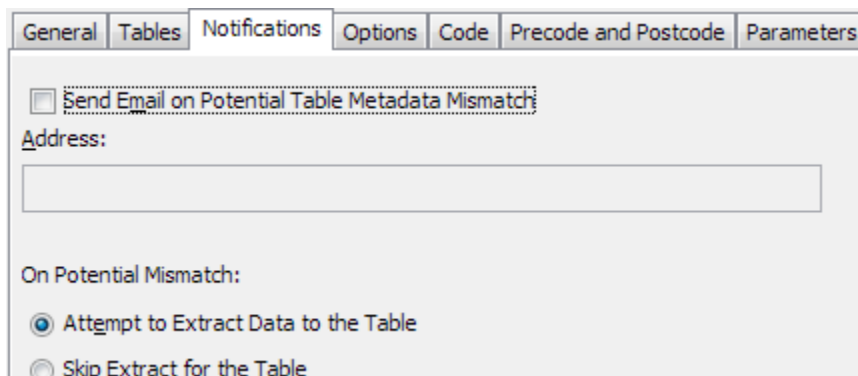 General Tables Notifications Options Code Precode and Postcode Parameters
Send Email on Potential Table Metadata Mismatch
Address:
On Potential Mismatch:
Attempt to Extract Data to the Table
Skip Extract for the Table